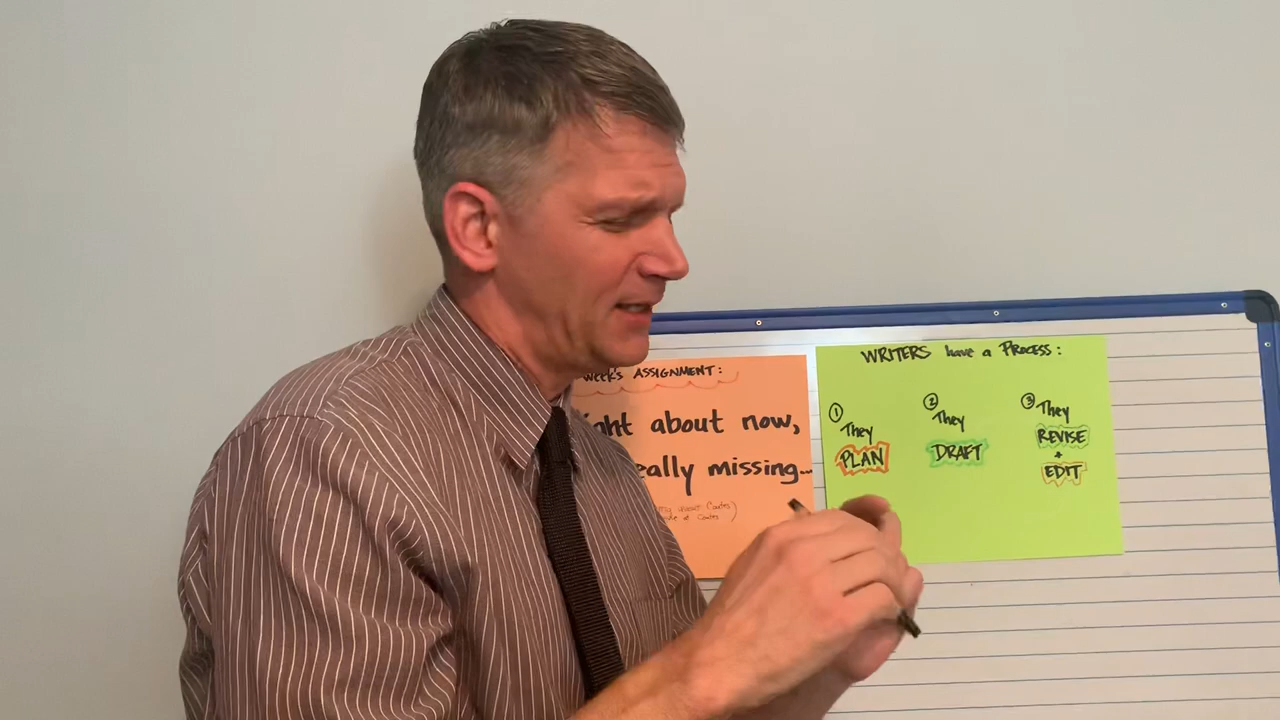 week's ASSIGNMENT:
ght about now,
eally missing...
WRITERS have a PROCESS:
① They PLAN
② They DRAFT
③ They REVISE + EDIT